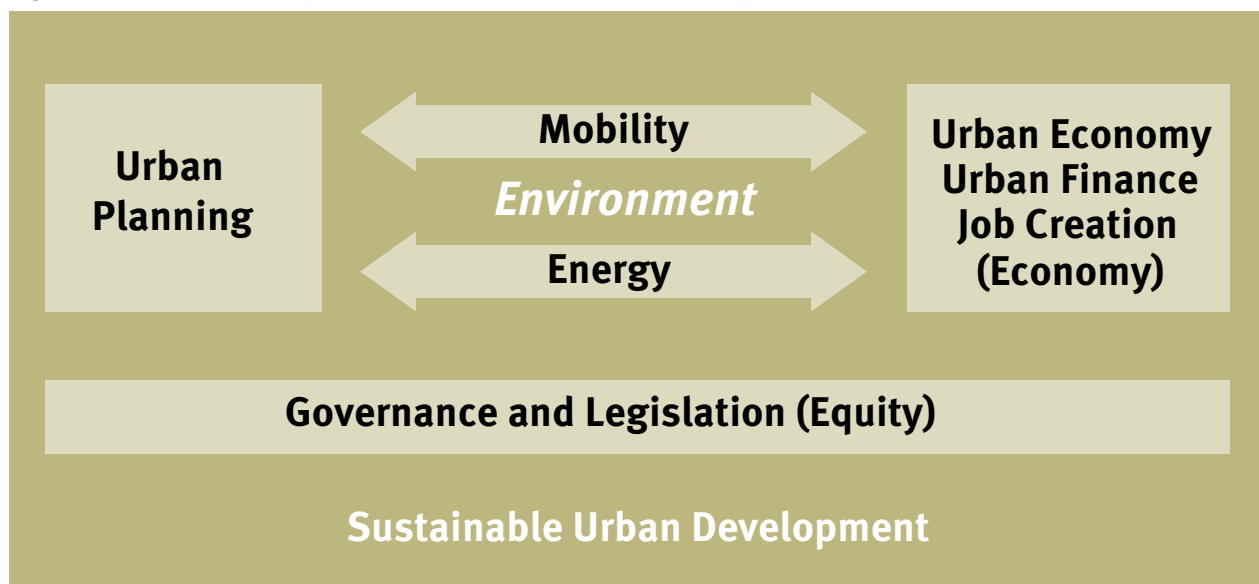 Urban
Planning
Mobility
Environment
Energy
Urban Economy
Urban Finance
Job Creation
(Economy)
Governance and Legislation (Equity)
Sustainable Urban Development